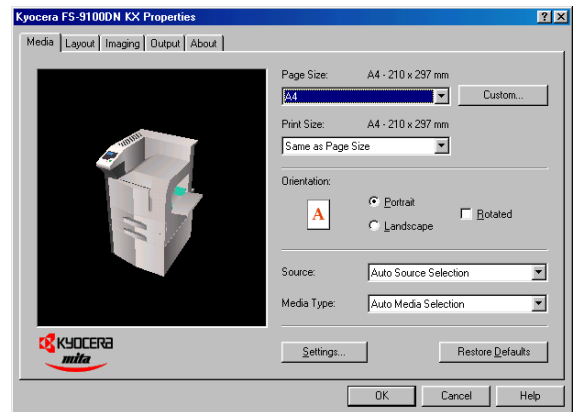 Kyocera FS-9100DN KX Properties
Media Layout Imaging Output About
Page Size: A4 - 210 x 297 mm
A4 Custom...
Print Size: A4 - 210 x 297 mm
Same as Page Size
Orientation:
A
Portrait
Landscape
Rotated
Source: Auto Source Selection
Media Type: Auto Media Selection
KYOCERA
mita
Settings... Restore Defaults
OK Cancel Help